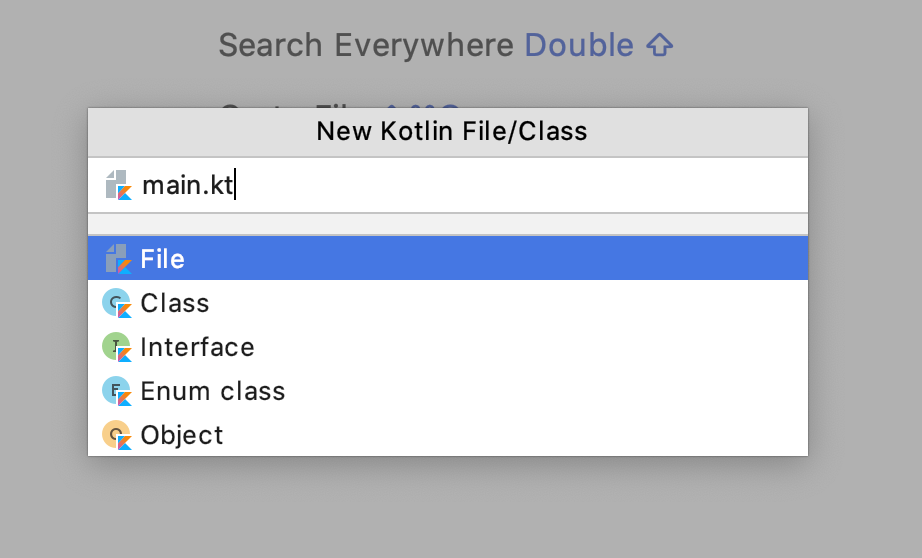 Search Everywhere Double ⇧
New Kotlin File/Class
main.kt
File
C Class
I Interface
E Enum class
O Object